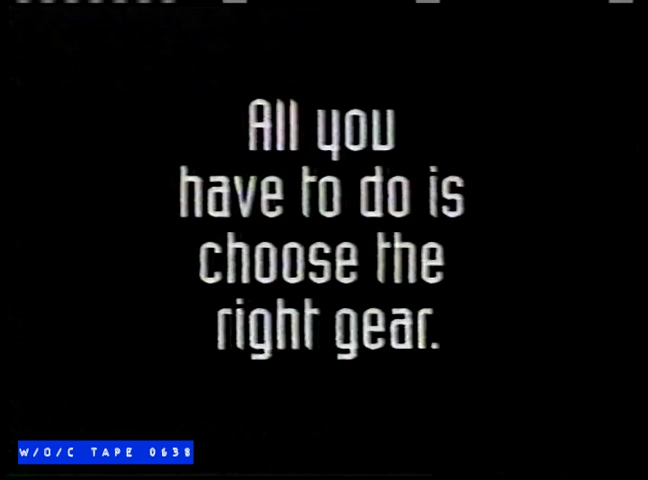 All you
have to do is
choose the
right gear.
W/O/C TAPE 0638